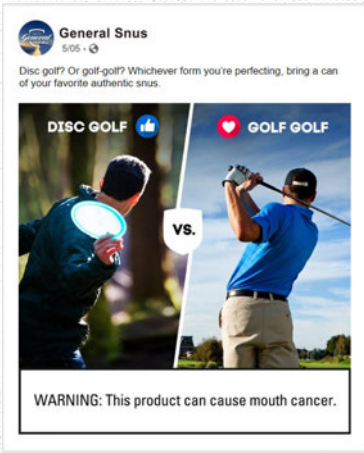 General Snus
5/05 ·
Disc golf? Or golf-golf? Whichever form you're perfecting, bring a can
of your favorite authentic snus.
DISC GOLF
GOLF GOLF
VS.
WARNING: This product can cause mouth cancer.